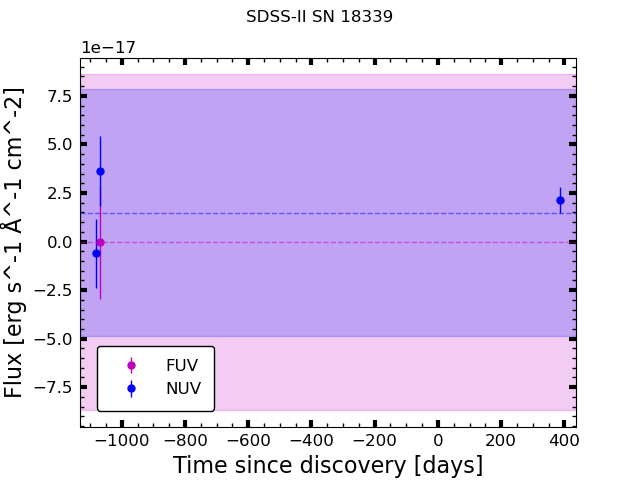 SDSS-II SN 18339
1e−17
Flux [erg s^-1 Å^-1 cm^-2]
7.5
5.0
2.5
0.0
−2.5
−5.0
−7.5
FUV
NUV
−1000 −800 −600 −400 −200 0 200 400
Time since discovery [days]